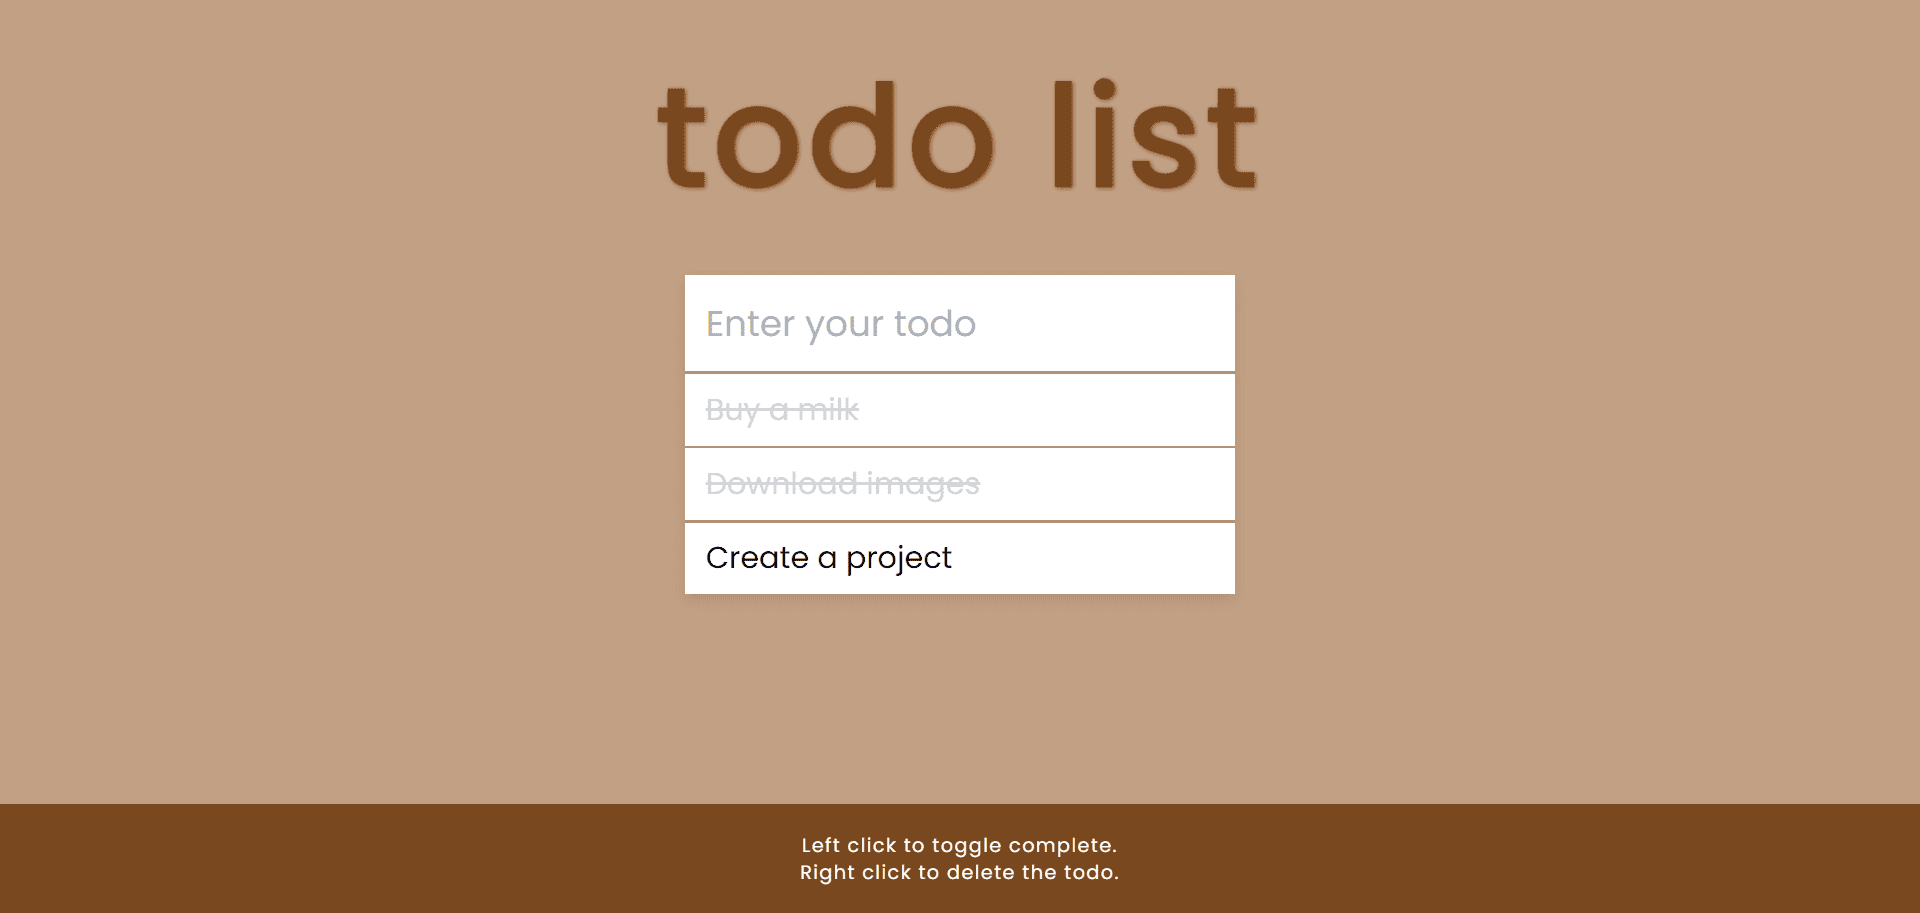 todo list
Enter your todo
Buy a milk
Download images
Create a project
Left click to toggle complete.
Right click to delete the todo.